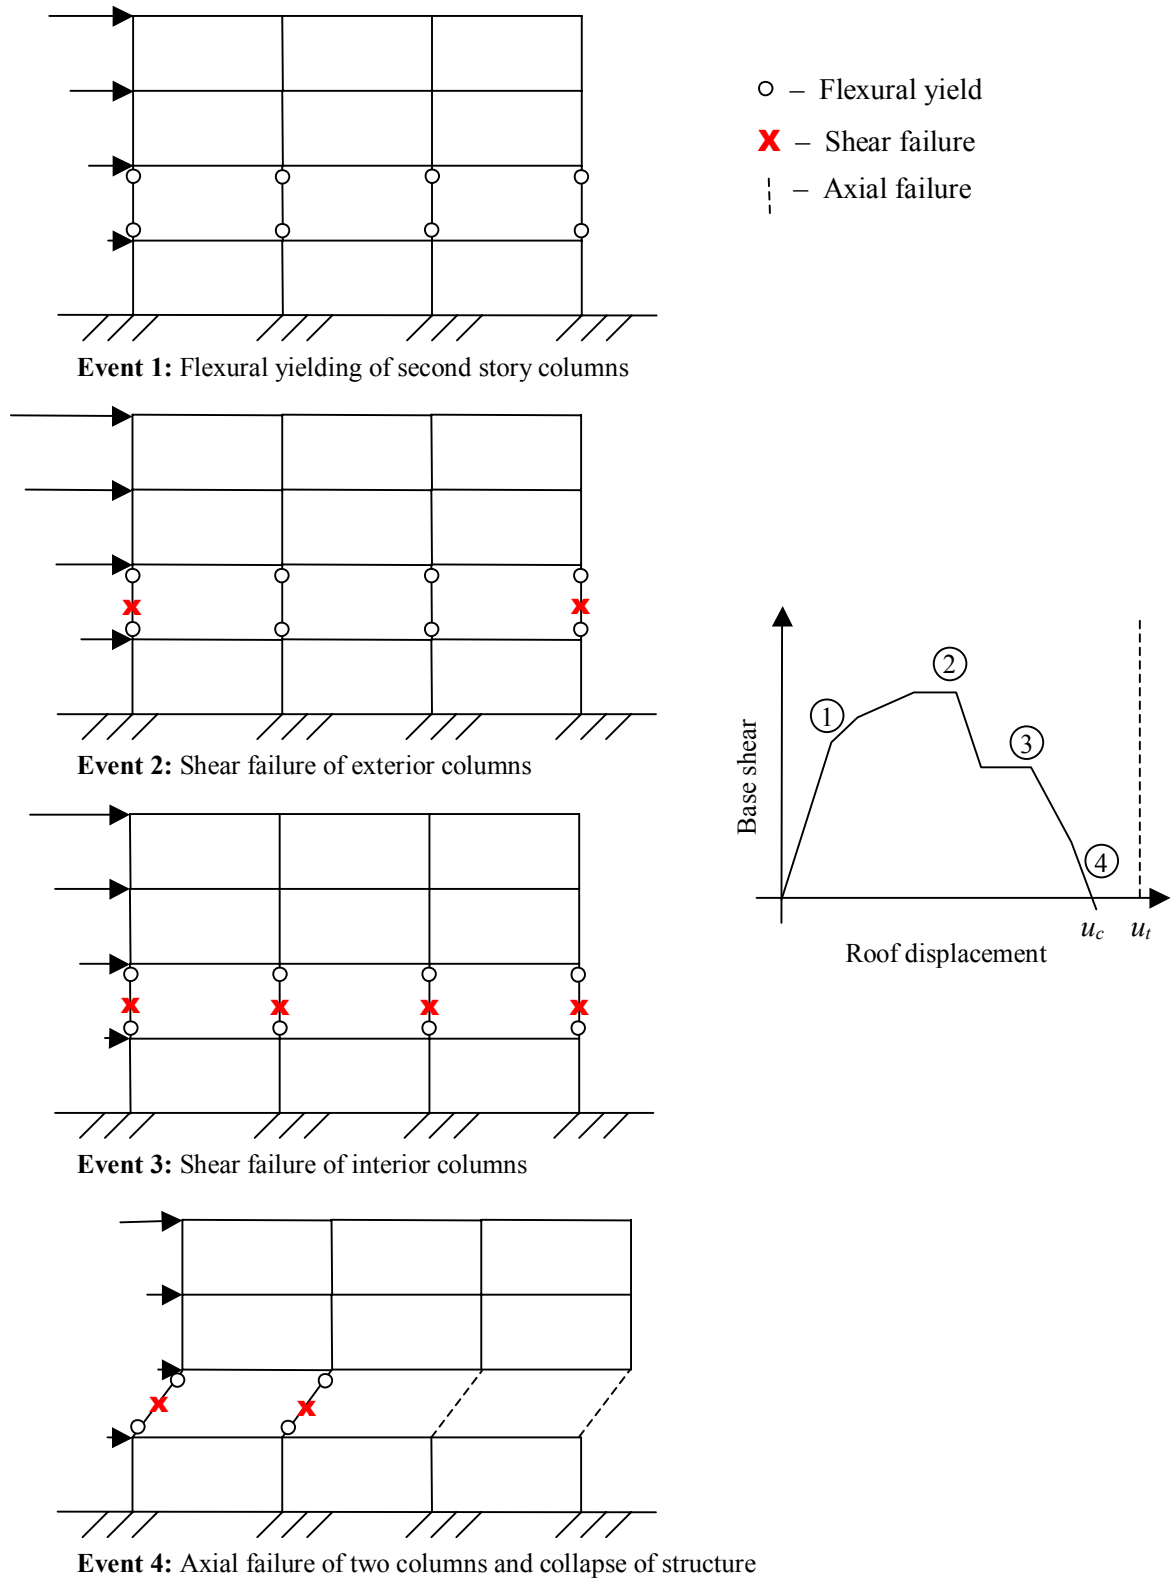 – Flexural yield
X – Shear failure
– Axial failure
Event 1: Flexural yielding of second story columns
Event 2: Shear failure of exterior columns
1
2
3
4
Base shear
u_c u_t
Roof displacement
Event 3: Shear failure of interior columns
Event 4: Axial failure of two columns and collapse of structure